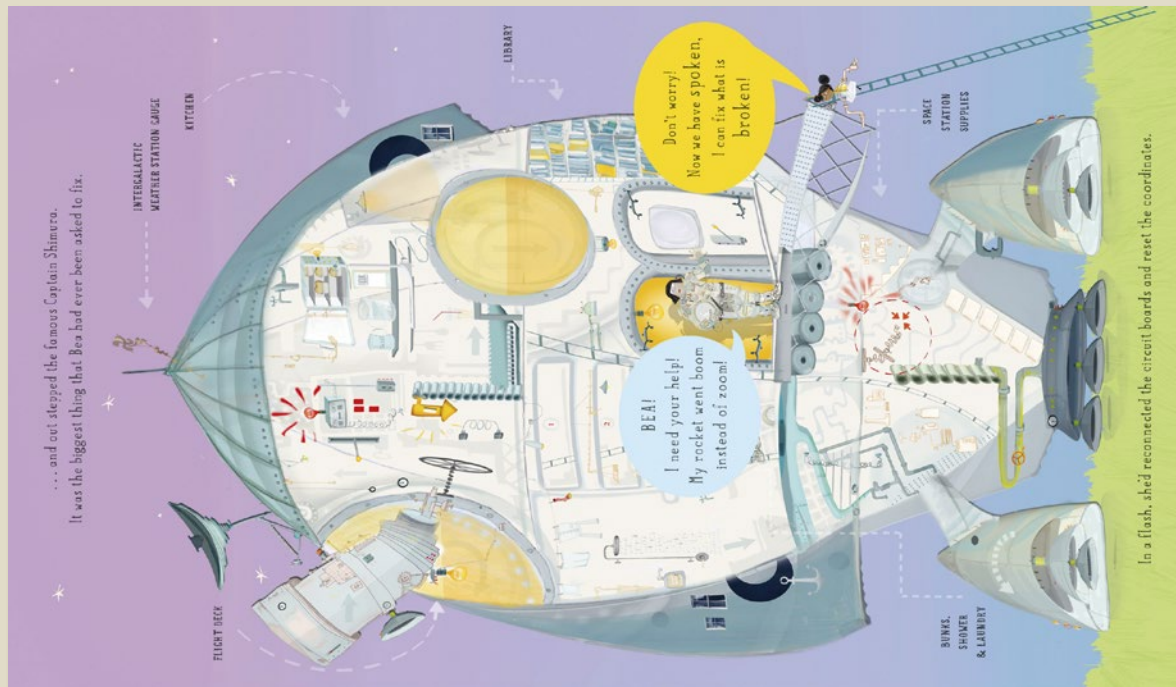 . . . and out stepped the famous Captain Shimura.
It was the biggest thing that Bea had ever been asked to fix.
INTERGALACTIC
WEATHER STATION GAUGE
KITCHEN
LIBRARY
FLIGHT DECK
BEA!
I need your help!
My rocket went boom
instead of zoom!
Don't worry!
Now we have spoken,
I can fix what is
broken!
SPACE
STATION
SUPPLIES
BUNKS,
SHOWER
& LAUNDRY
1
2
In a flash, she'd reconnected the circuit boards and reset the coordinates.